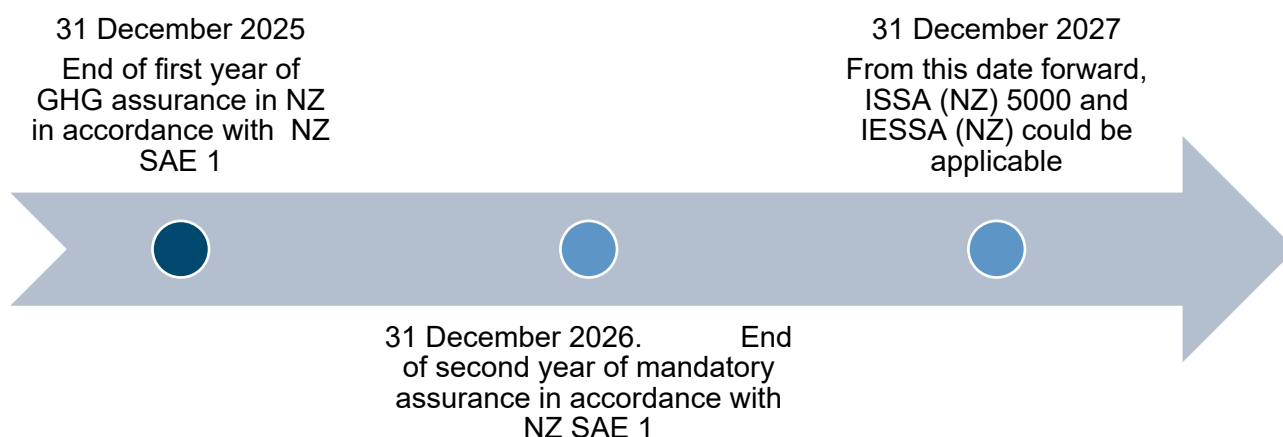 31 December 2025
End of first year of
GHG assurance in NZ
in accordance with  NZ
SAE 1
31 December 2026.          End
of second year of mandatory
assurance in accordance with
NZ SAE 1
31 December 2027
From this date forward,
ISSA (NZ) 5000 and
IESSA (NZ) could be
applicable